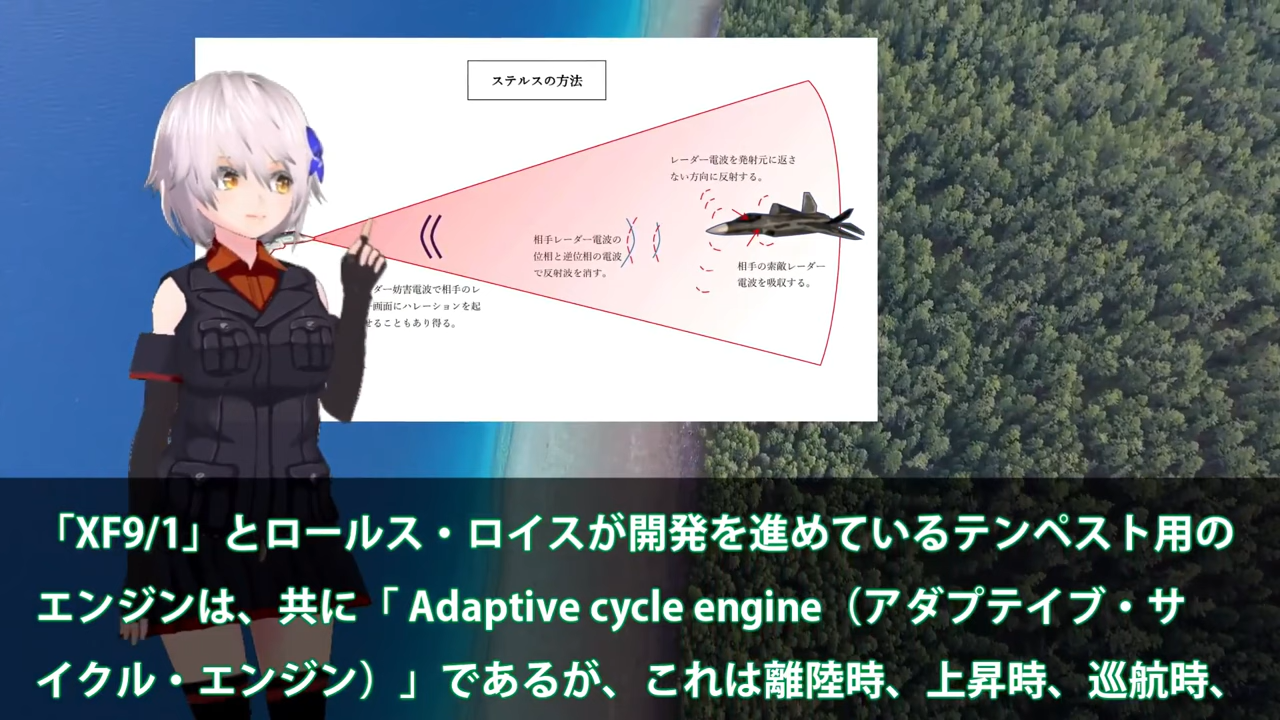 ステルスの方法
レーダー電波を発射元に返さ
ない方向に反射する。
相手レーダー電波の
位相と逆位相の電波
で反射波を消す。
相手の索敵レーダー
電波を吸収する。
ダー妨害電波で相手のレ
画面にハレーションを起
せることもあり得る。
「XF9/1」とロールス・ロイスが開発を進めているテンペスト用の
エンジンは、共に「 Adaptive cycle engine（アダプテイブ・サ
イクル・エンジン）」であるが、これは離陸時、上昇時、巡航時、